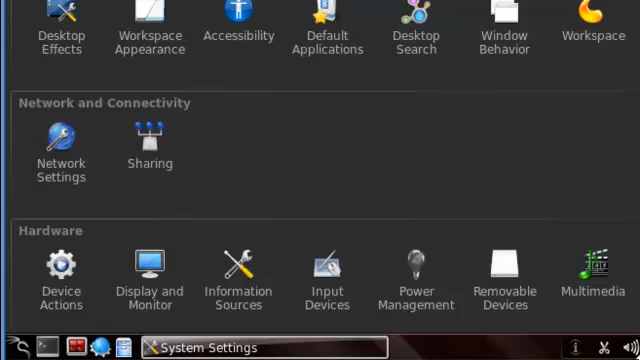 Desktop Effects
Workspace Appearance
Accessibility
Default Applications
Desktop Search
Window Behavior
Workspace
Network and Connectivity
Network Settings
Sharing
Hardware
Device Actions
Display and Monitor
Information Sources
Input Devices
Power Management
Removable Devices
Multimedia
System Settings